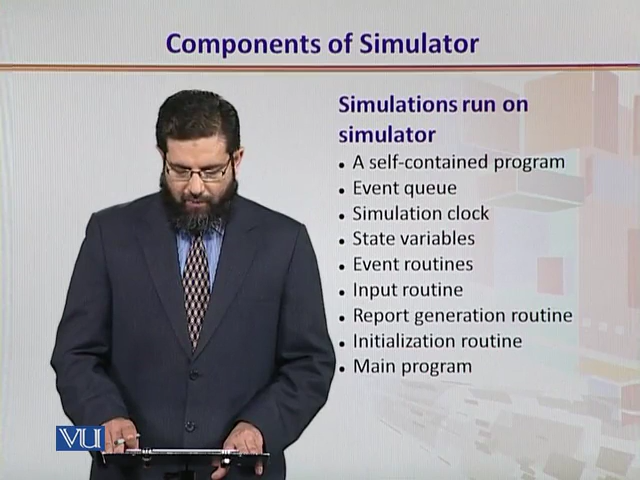 Components of Simulator
Simulations run on
simulator
• A self-contained program
• Event queue
• Simulation clock
• State variables
• Event routines
• Input routine
• Report generation routine
• Initialization routine
• Main program
VU